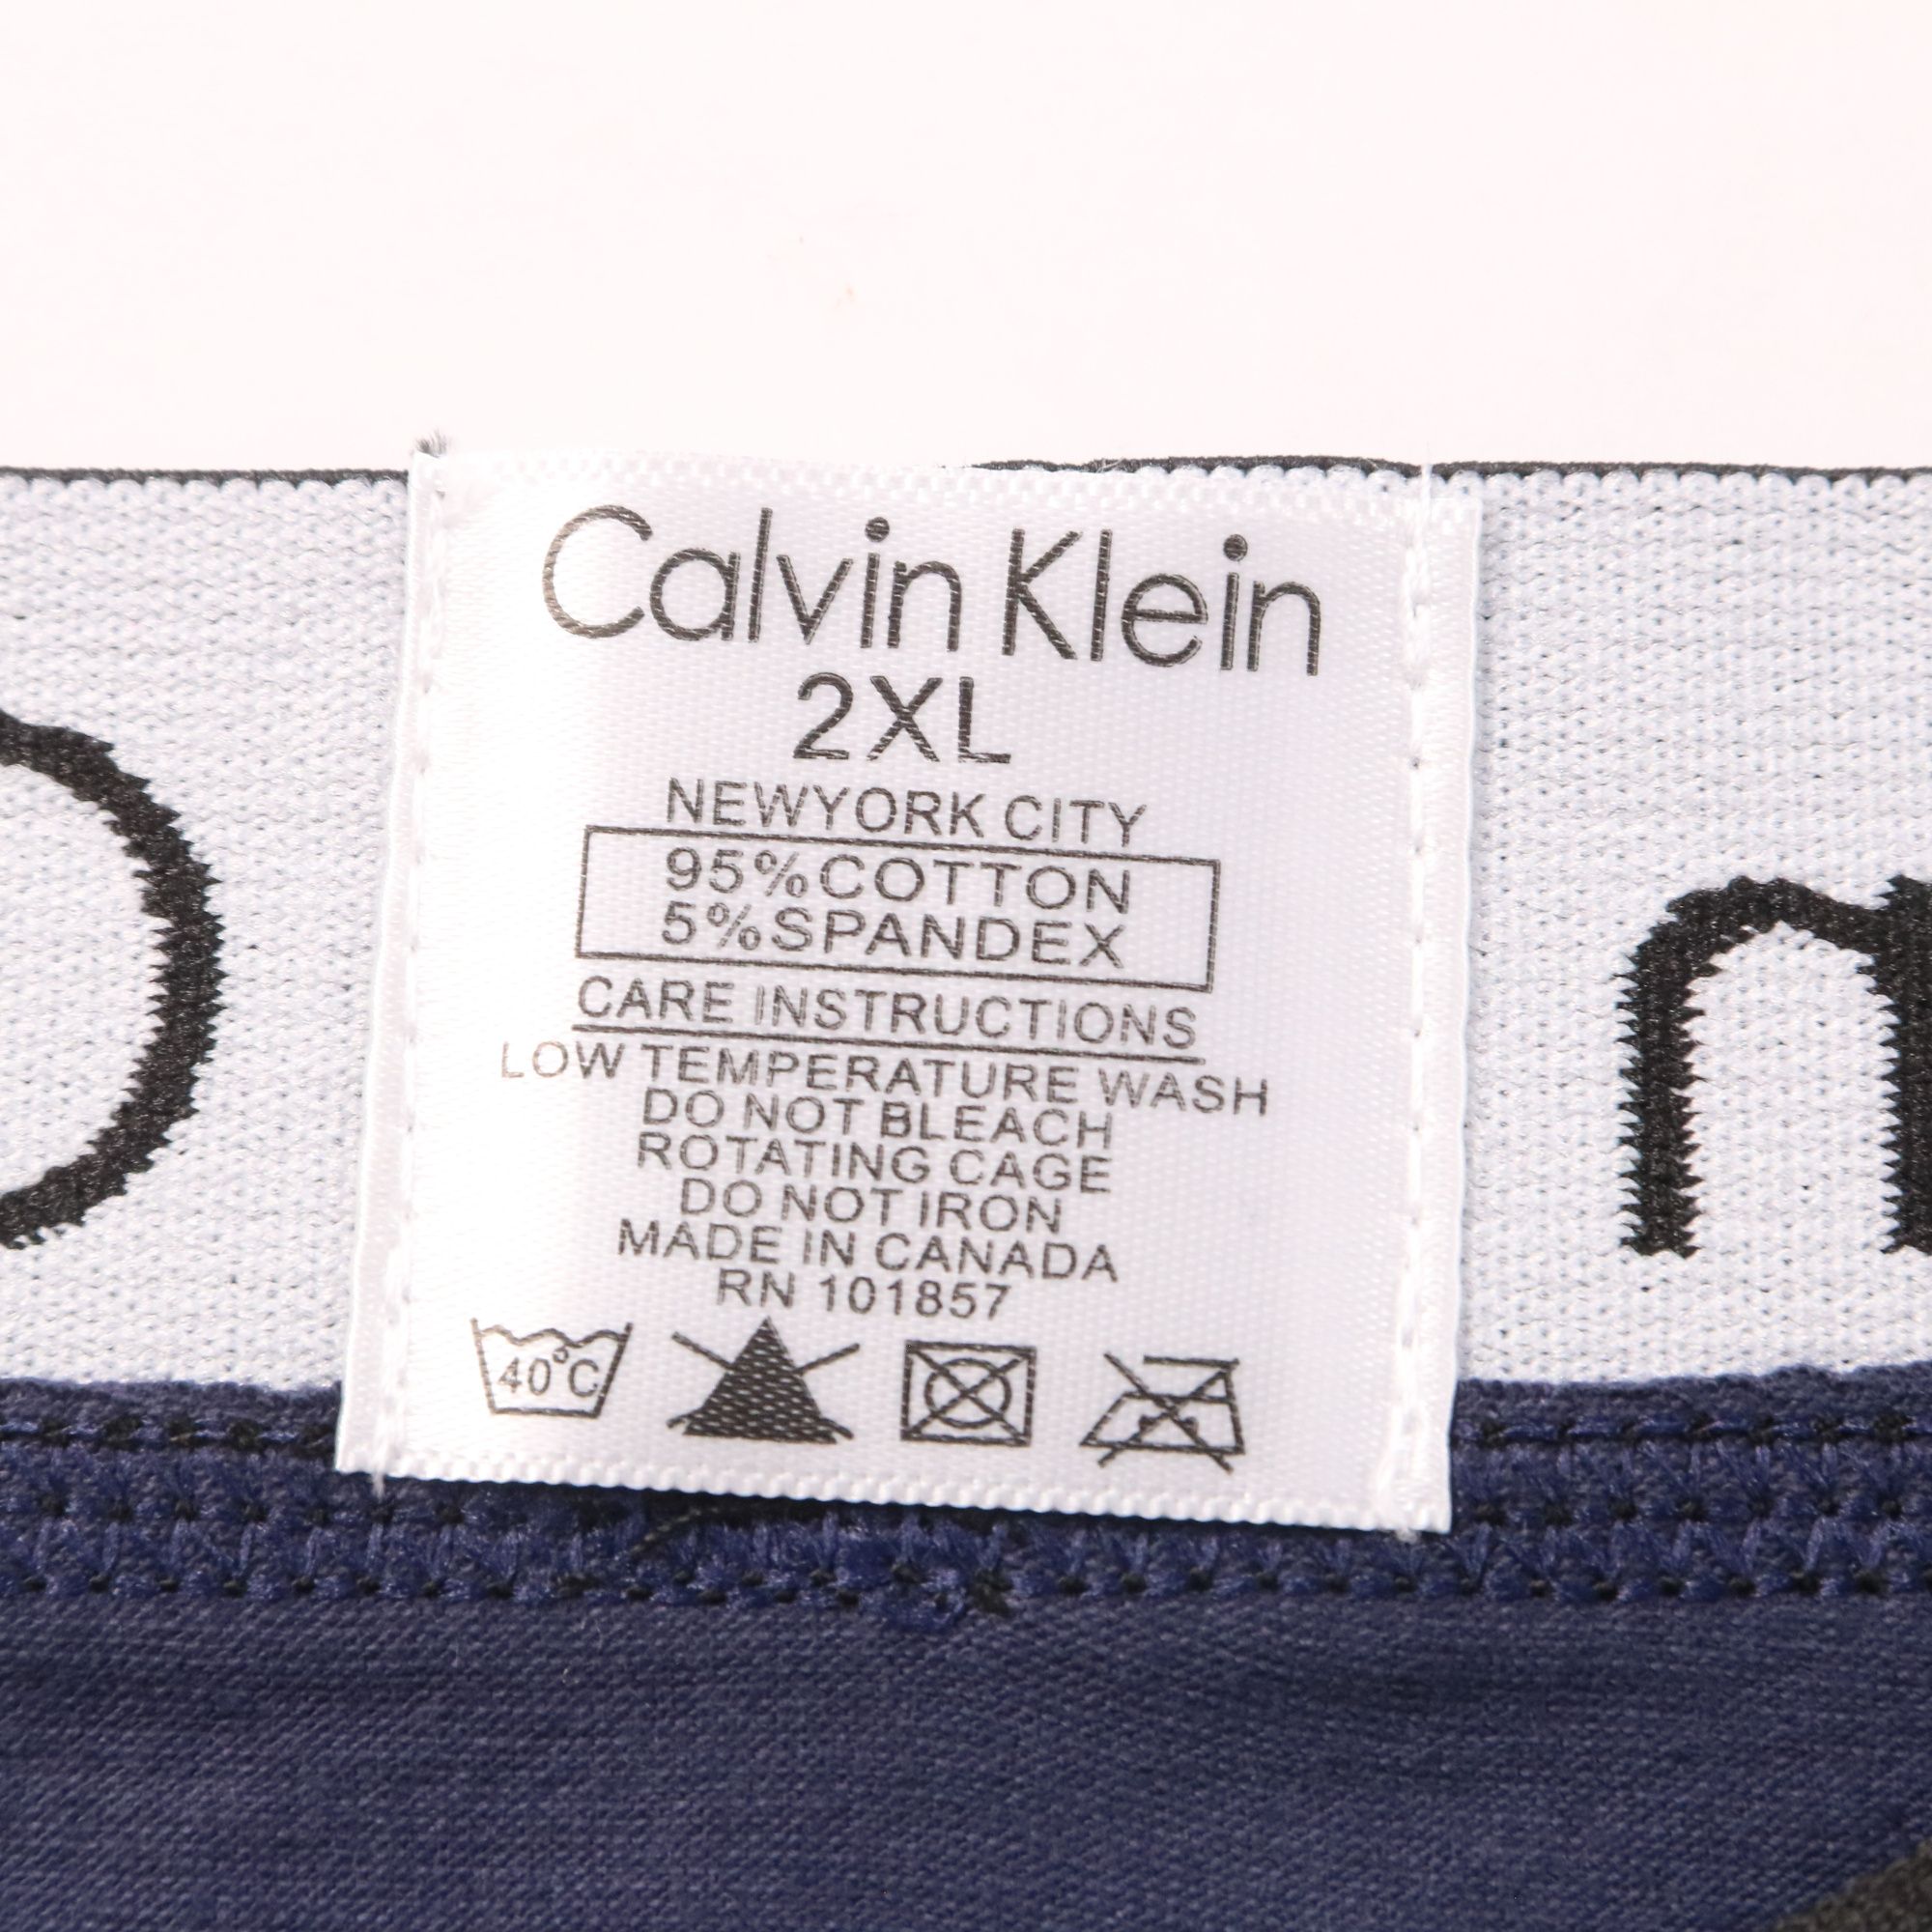 Calvin Klein
2XL
NEWYORK CITY
95%COTTON
5%SPANDEX
CARE INSTRUCTIONS
LOW TEMPERATURE WASH
DO NOT BLEACH
ROTATING CAGE
DO NOT IRON
MADE IN CANADA
RN 101857
40°C